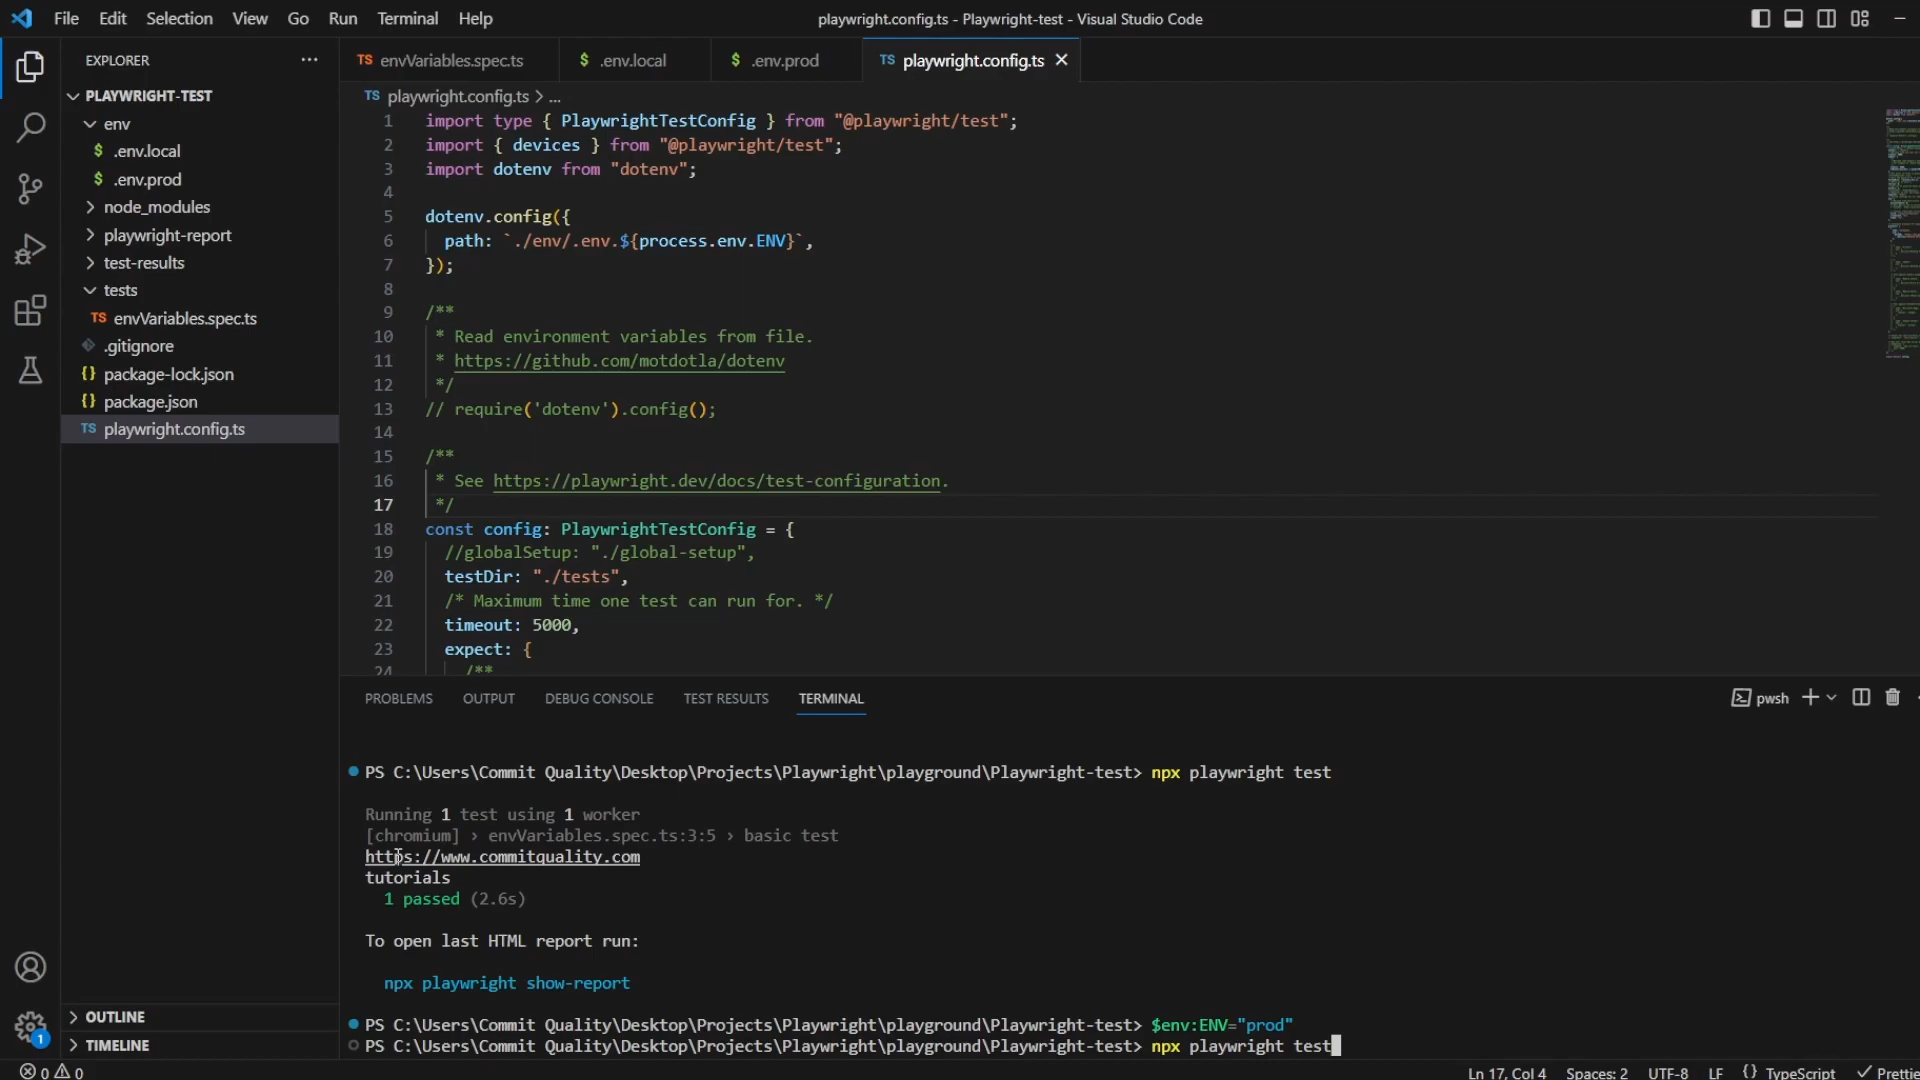 File Edit Selection View Go Run Terminal Help
playwright.config.ts - Playwright-test - Visual Studio Code
EXPLORER
PLAYWRIGHT-TEST
env
$ .env.local
$ .env.prod
node_modules
playwright-report
test-results
tests
TS envVariables.spec.ts
.gitignore
{} package-lock.json
{} package.json
TS playwright.config.ts
OUTLINE
TIMELINE
1
TS envVariables.spec.ts $ .env.local $ .env.prod TS playwright.config.ts
TS playwright.config.ts > ...
1 import type { PlaywrightTestConfig } from "@playwright/test";
2 import { devices } from "@playwright/test";
3 import dotenv from "dotenv";
4
5 dotenv.config({
6 path: `./env/.env.${process.env.ENV}`,
7 });
8
9 /**
10 * Read environment variables from file.
11 * https://github.com/motdotla/dotenv
12 */
13 // require('dotenv').config();
14
15 /**
16 * See https://playwright.dev/docs/test-configuration.
17 */
18 const config: PlaywrightTestConfig = {
19 //globalSetup: "./global-setup",
20 testDir: "./tests",
21 /* Maximum time one test can run for. */
22 timeout: 5000,
23 expect: {
24 /**
PROBLEMS OUTPUT DEBUG CONSOLE TEST RESULTS TERMINAL
pwsh
PS C:\Users\Commit Quality\Desktop\Projects\Playwright\playground\Playwright-test> npx playwright test
Running 1 test using 1 worker
[chromium] › envVariables.spec.ts:3:5 › basic test
https://www.commitquality.com
tutorials
1 passed (2.6s)
To open last HTML report run:
npx playwright show-report
PS C:\Users\Commit Quality\Desktop\Projects\Playwright\playground\Playwright-test> $env:ENV="prod"
PS C:\Users\Commit Quality\Desktop\Projects\Playwright\playground\Playwright-test> npx playwright test
0 0
Ln 17, Col 4 Spaces: 2 UTF-8 LF {} TypeScript Prettie